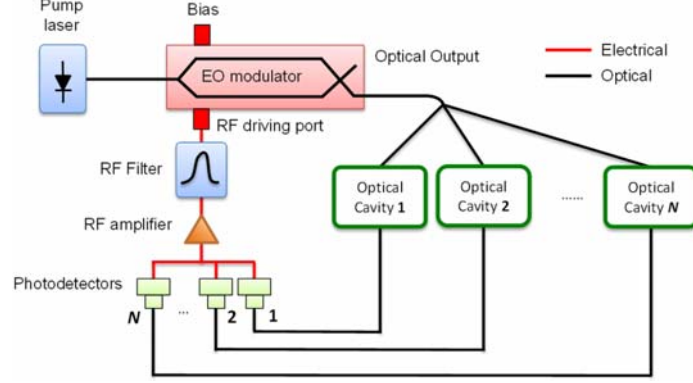 Pump
laser
Bias
EO modulator
Optical Output
Electrical
Optical
RF driving port
RF Filter
RF amplifier
Optical
Cavity 1
Optical
Cavity 2
......
Optical
Cavity N
Photodetectors
N
...
2
1